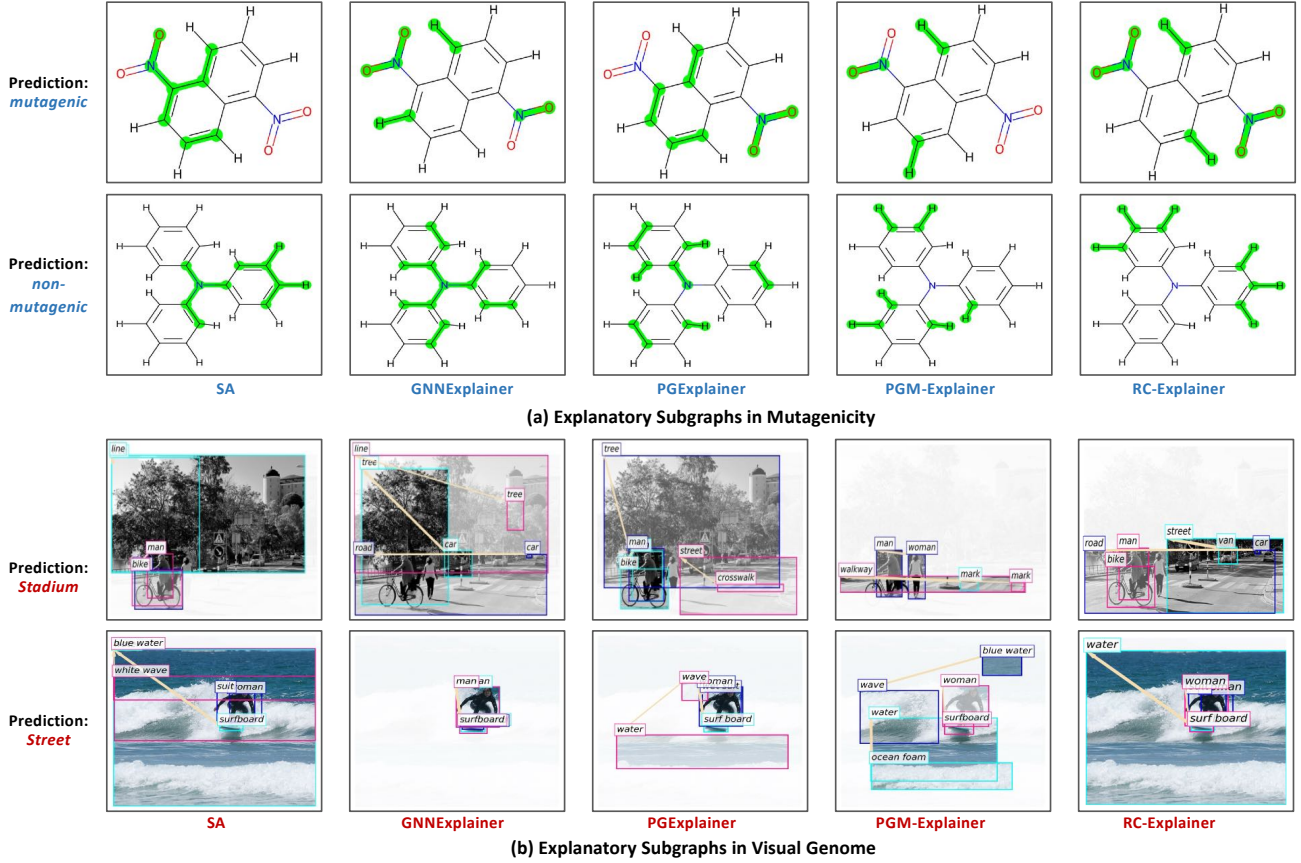 Prediction:
mutagenic
Prediction:
non-
mutagenic
SA GNNExplainer PGExplainer PGM-Explainer RC-Explainer
(a) Explanatory Subgraphs in Mutagenicity
Prediction:
Stadium
line
man
bike
line
tree
tree
road
car
car
tree
man
bike
street
crosswalk
man
woman
walkway
mark
mark
street
road
man
van
car
bike
Prediction:
Street
blue water
white wave
suit
woman
surfboard
man
surfboard
wave
surf board
water
blue water
wave
woman
water
surfboard
ocean foam
water
woman
surf board
SA GNNExplainer PGExplainer PGM-Explainer RC-Explainer
(b) Explanatory Subgraphs in Visual Genome